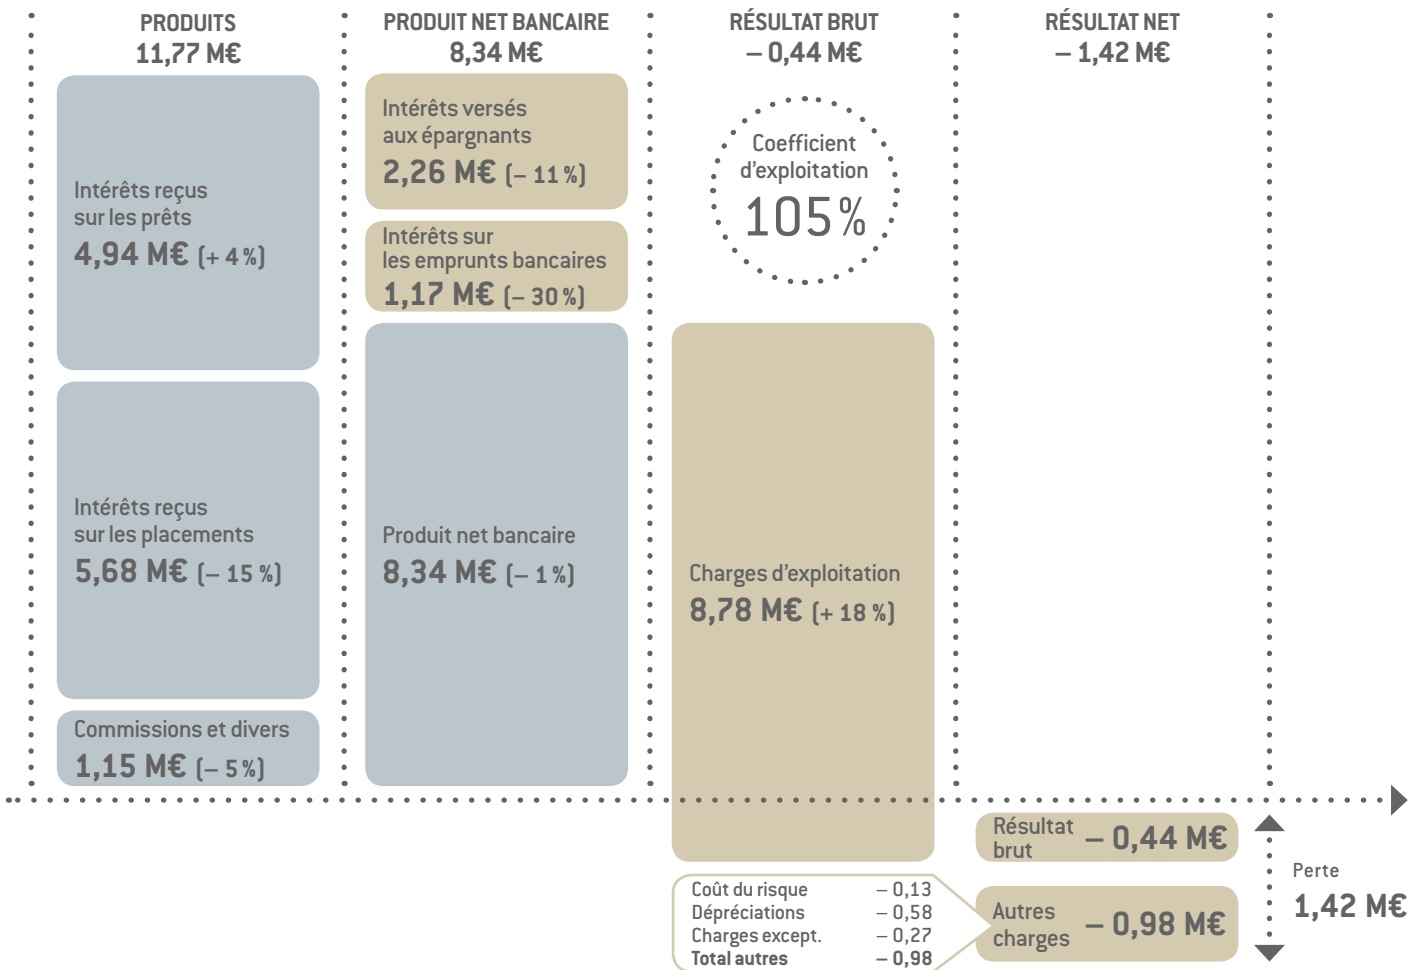 PRODUITS
11,77 M€
Intérêts reçus
sur les prêts
4,94 M€ (+ 4 %)
Intérêts reçus
sur les placements
5,68 M€ (– 15 %)
Commissions et divers
1,15 M€ (– 5 %)
PRODUIT NET BANCAIRE
8,34 M€
Intérêts versés
aux épargnants
2,26 M€ (– 11 %)
Intérêts sur
les emprunts bancaires
1,17 M€ (– 30 %)
Produit net bancaire
8,34 M€ (– 1 %)
RÉSULTAT BRUT
– 0,44 M€
Coefficient
d'exploitation
105 %
Charges d'exploitation
8,78 M€ (+ 18 %)
Coût du risque – 0,13
Dépréciations – 0,58
Charges except. – 0,27
Total autres – 0,98
RÉSULTAT NET
– 1,42 M€
Résultat
brut
– 0,44 M€
Autres
charges
– 0,98 M€
Perte
1,42 M€